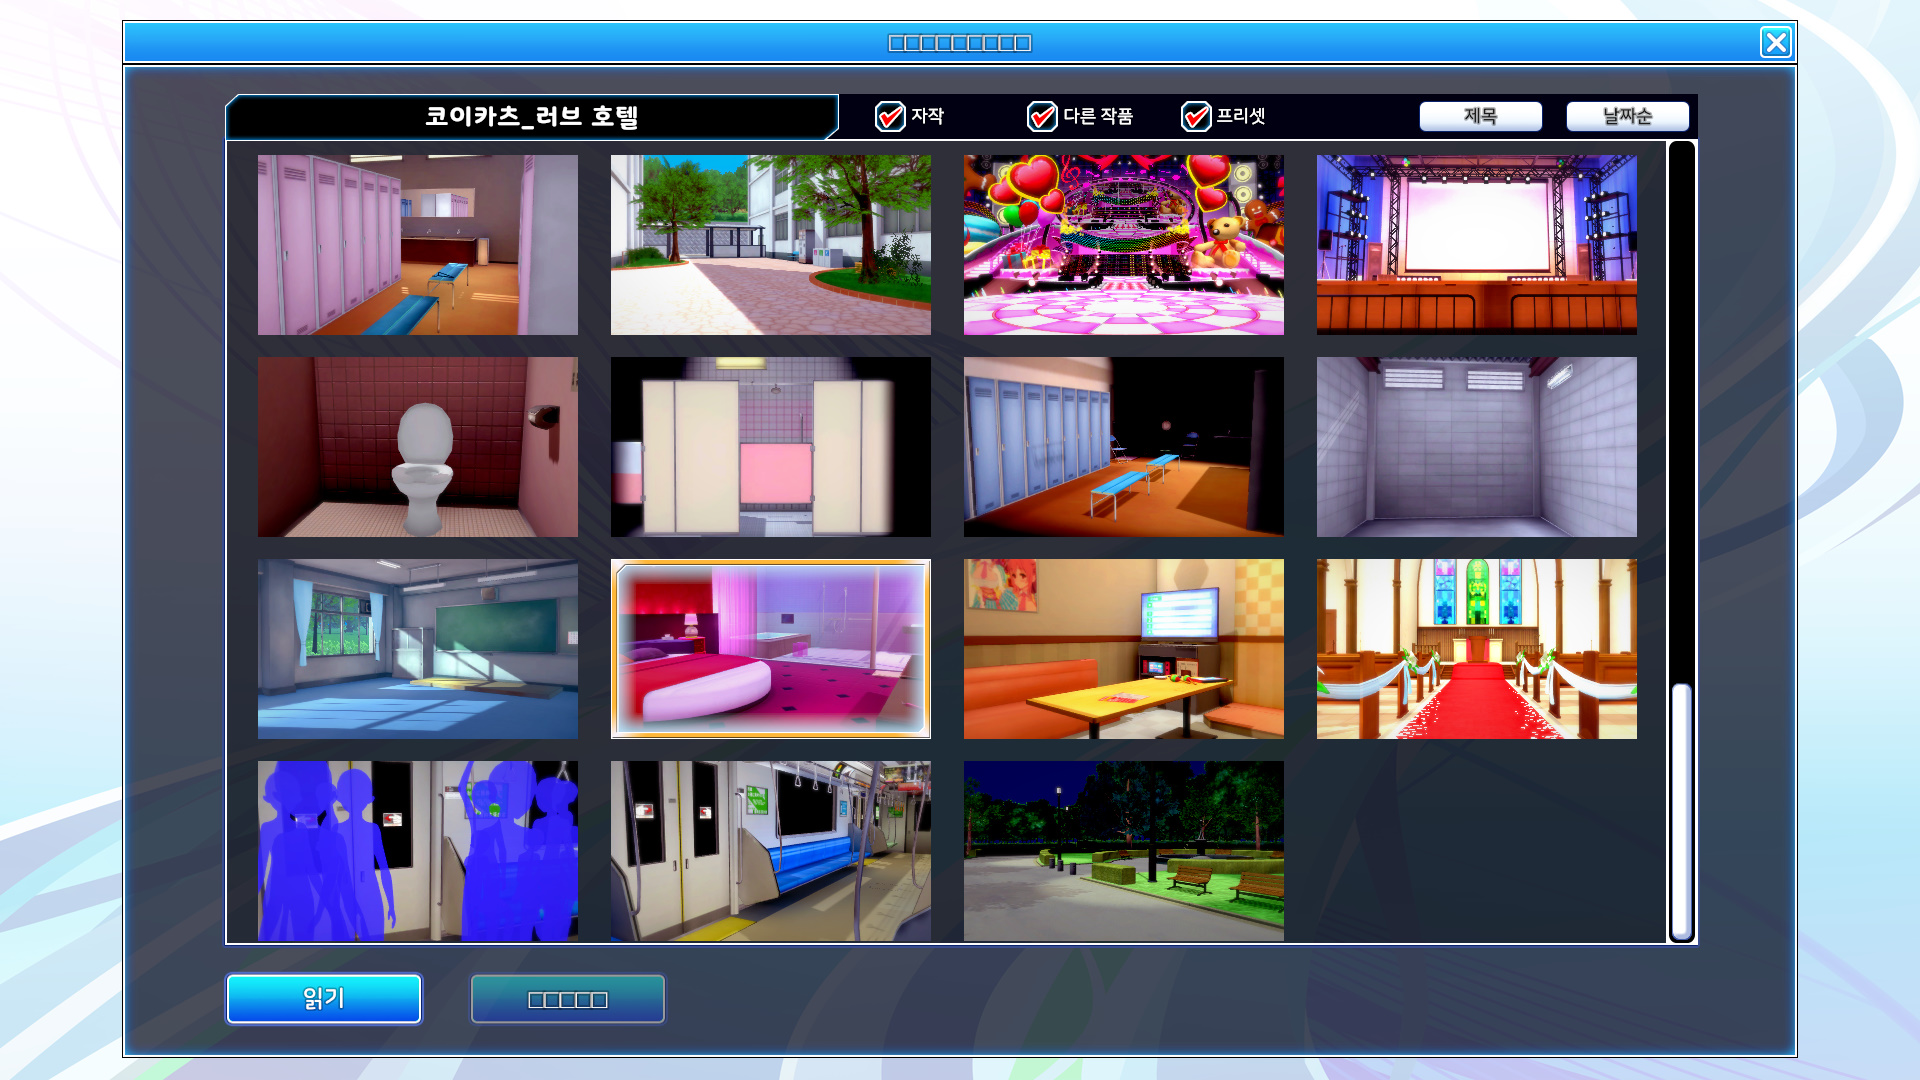 코이카츠_러브 호텔
자작
다른 작품
프리셋
제목
날짜순
읽기